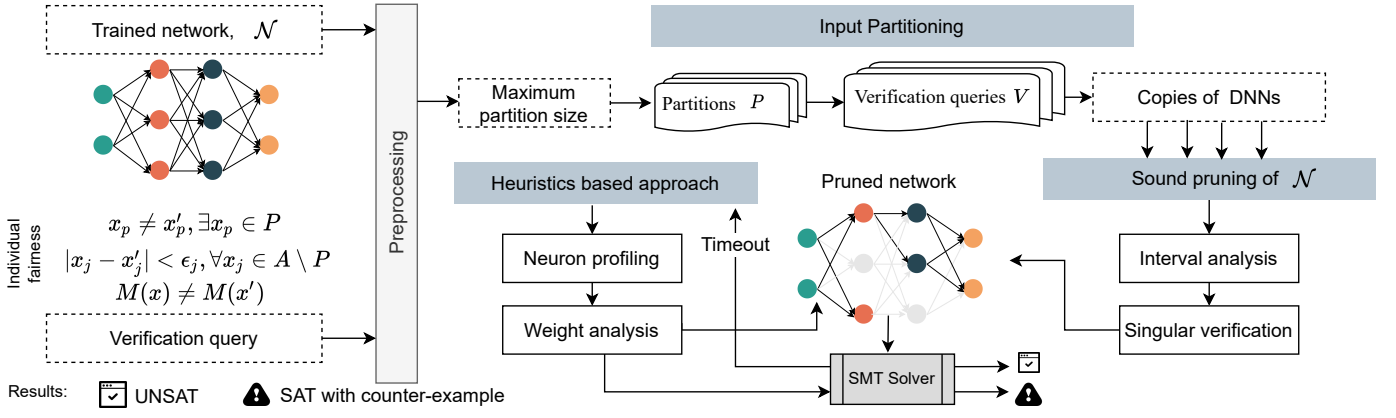 Trained network, 𝒩
Input Partitioning
Preprocessing
Maximum
partition size
Partitions P
Verification queries V
Copies of DNNs
Heuristics based approach
Pruned network
Sound pruning of 𝒩
Individual
fairness
x_p ≠ x'_p, ∃x_p ∈ P
|x_j − x'_j| < ϵ_j, ∀x_j ∈ A \ P
M(x) ≠ M(x')
Timeout
Neuron profiling
Interval analysis
Weight analysis
Singular verification
Verification query
SMT Solver
Results:
UNSAT
SAT with counter-example